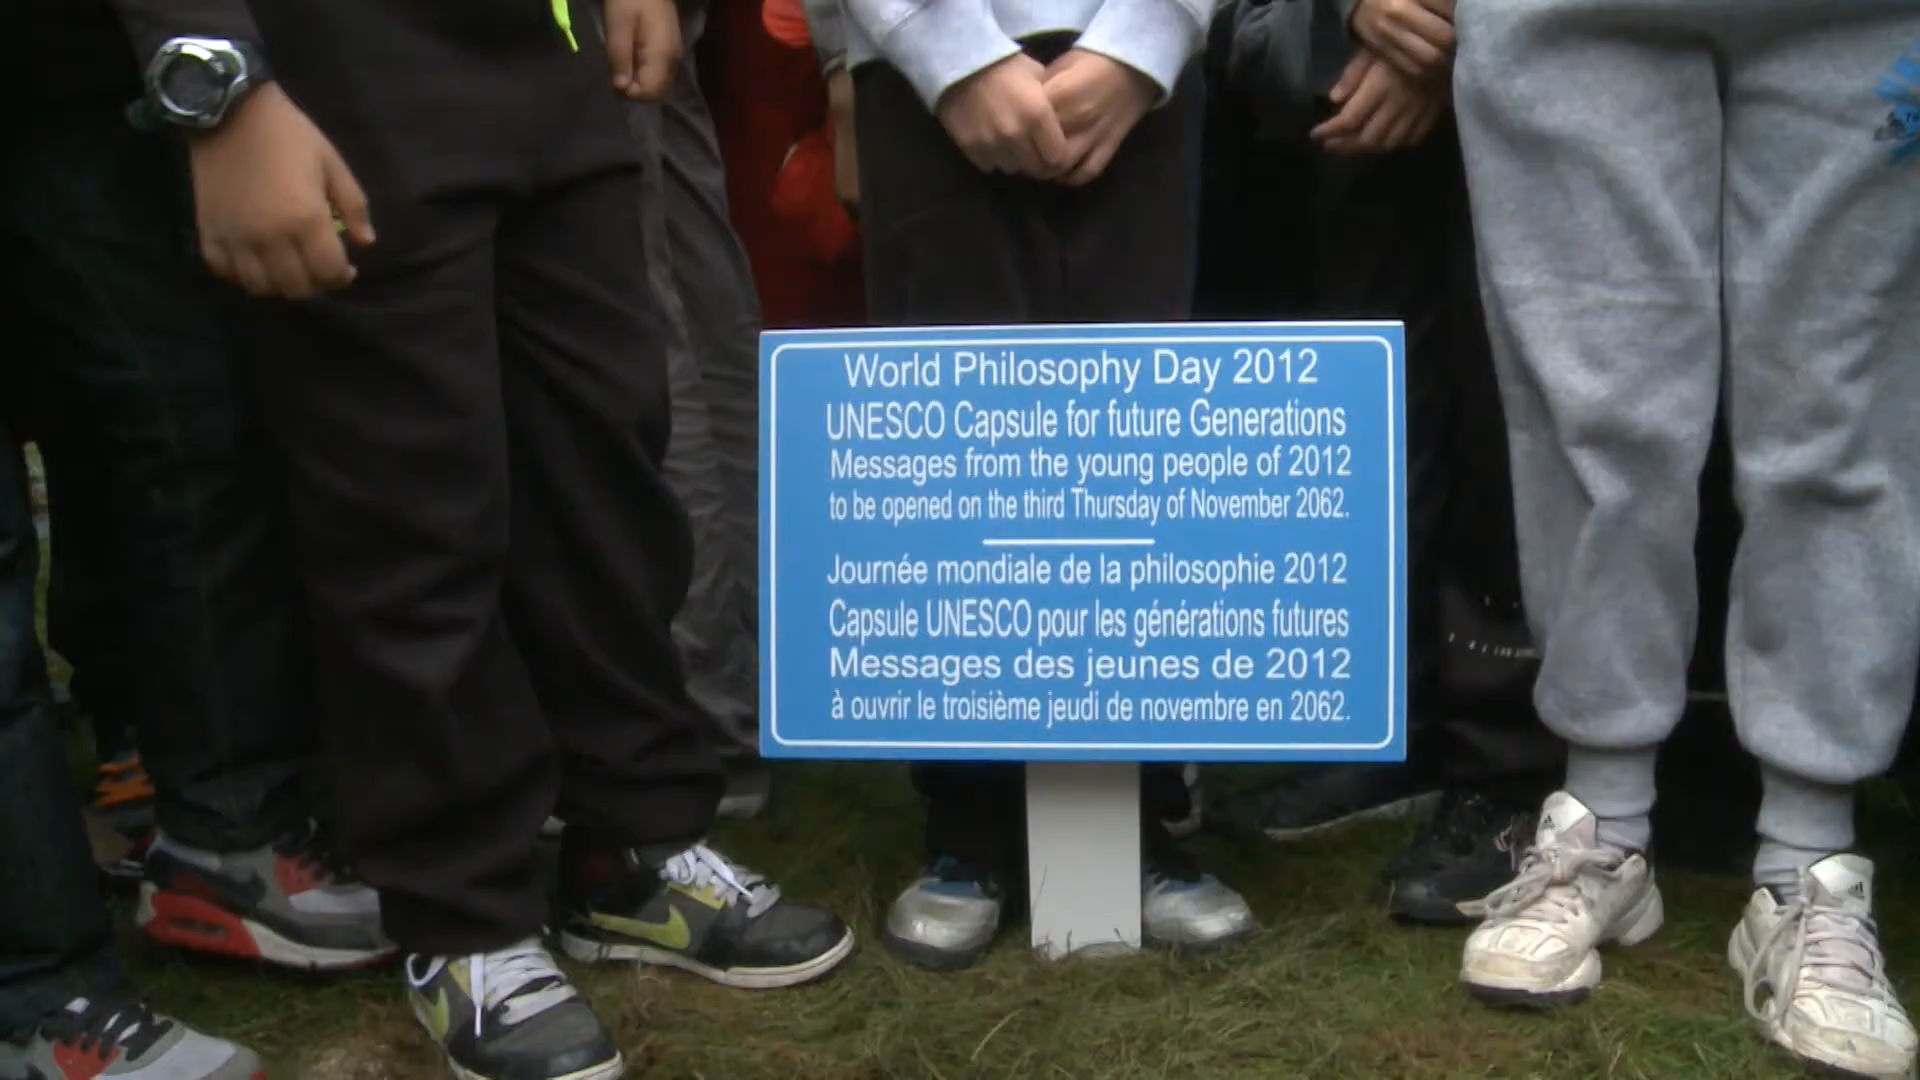 World Philosophy Day 2012
UNESCO Capsule for future Generations
Messages from the young people of 2012
to be opened on the third Thursday of November 2062.
Journée mondiale de la philosophie 2012
Capsule UNESCO pour les générations futures
Messages des jeunes de 2012
à ouvrir le troisième jeudi de novembre en 2062.